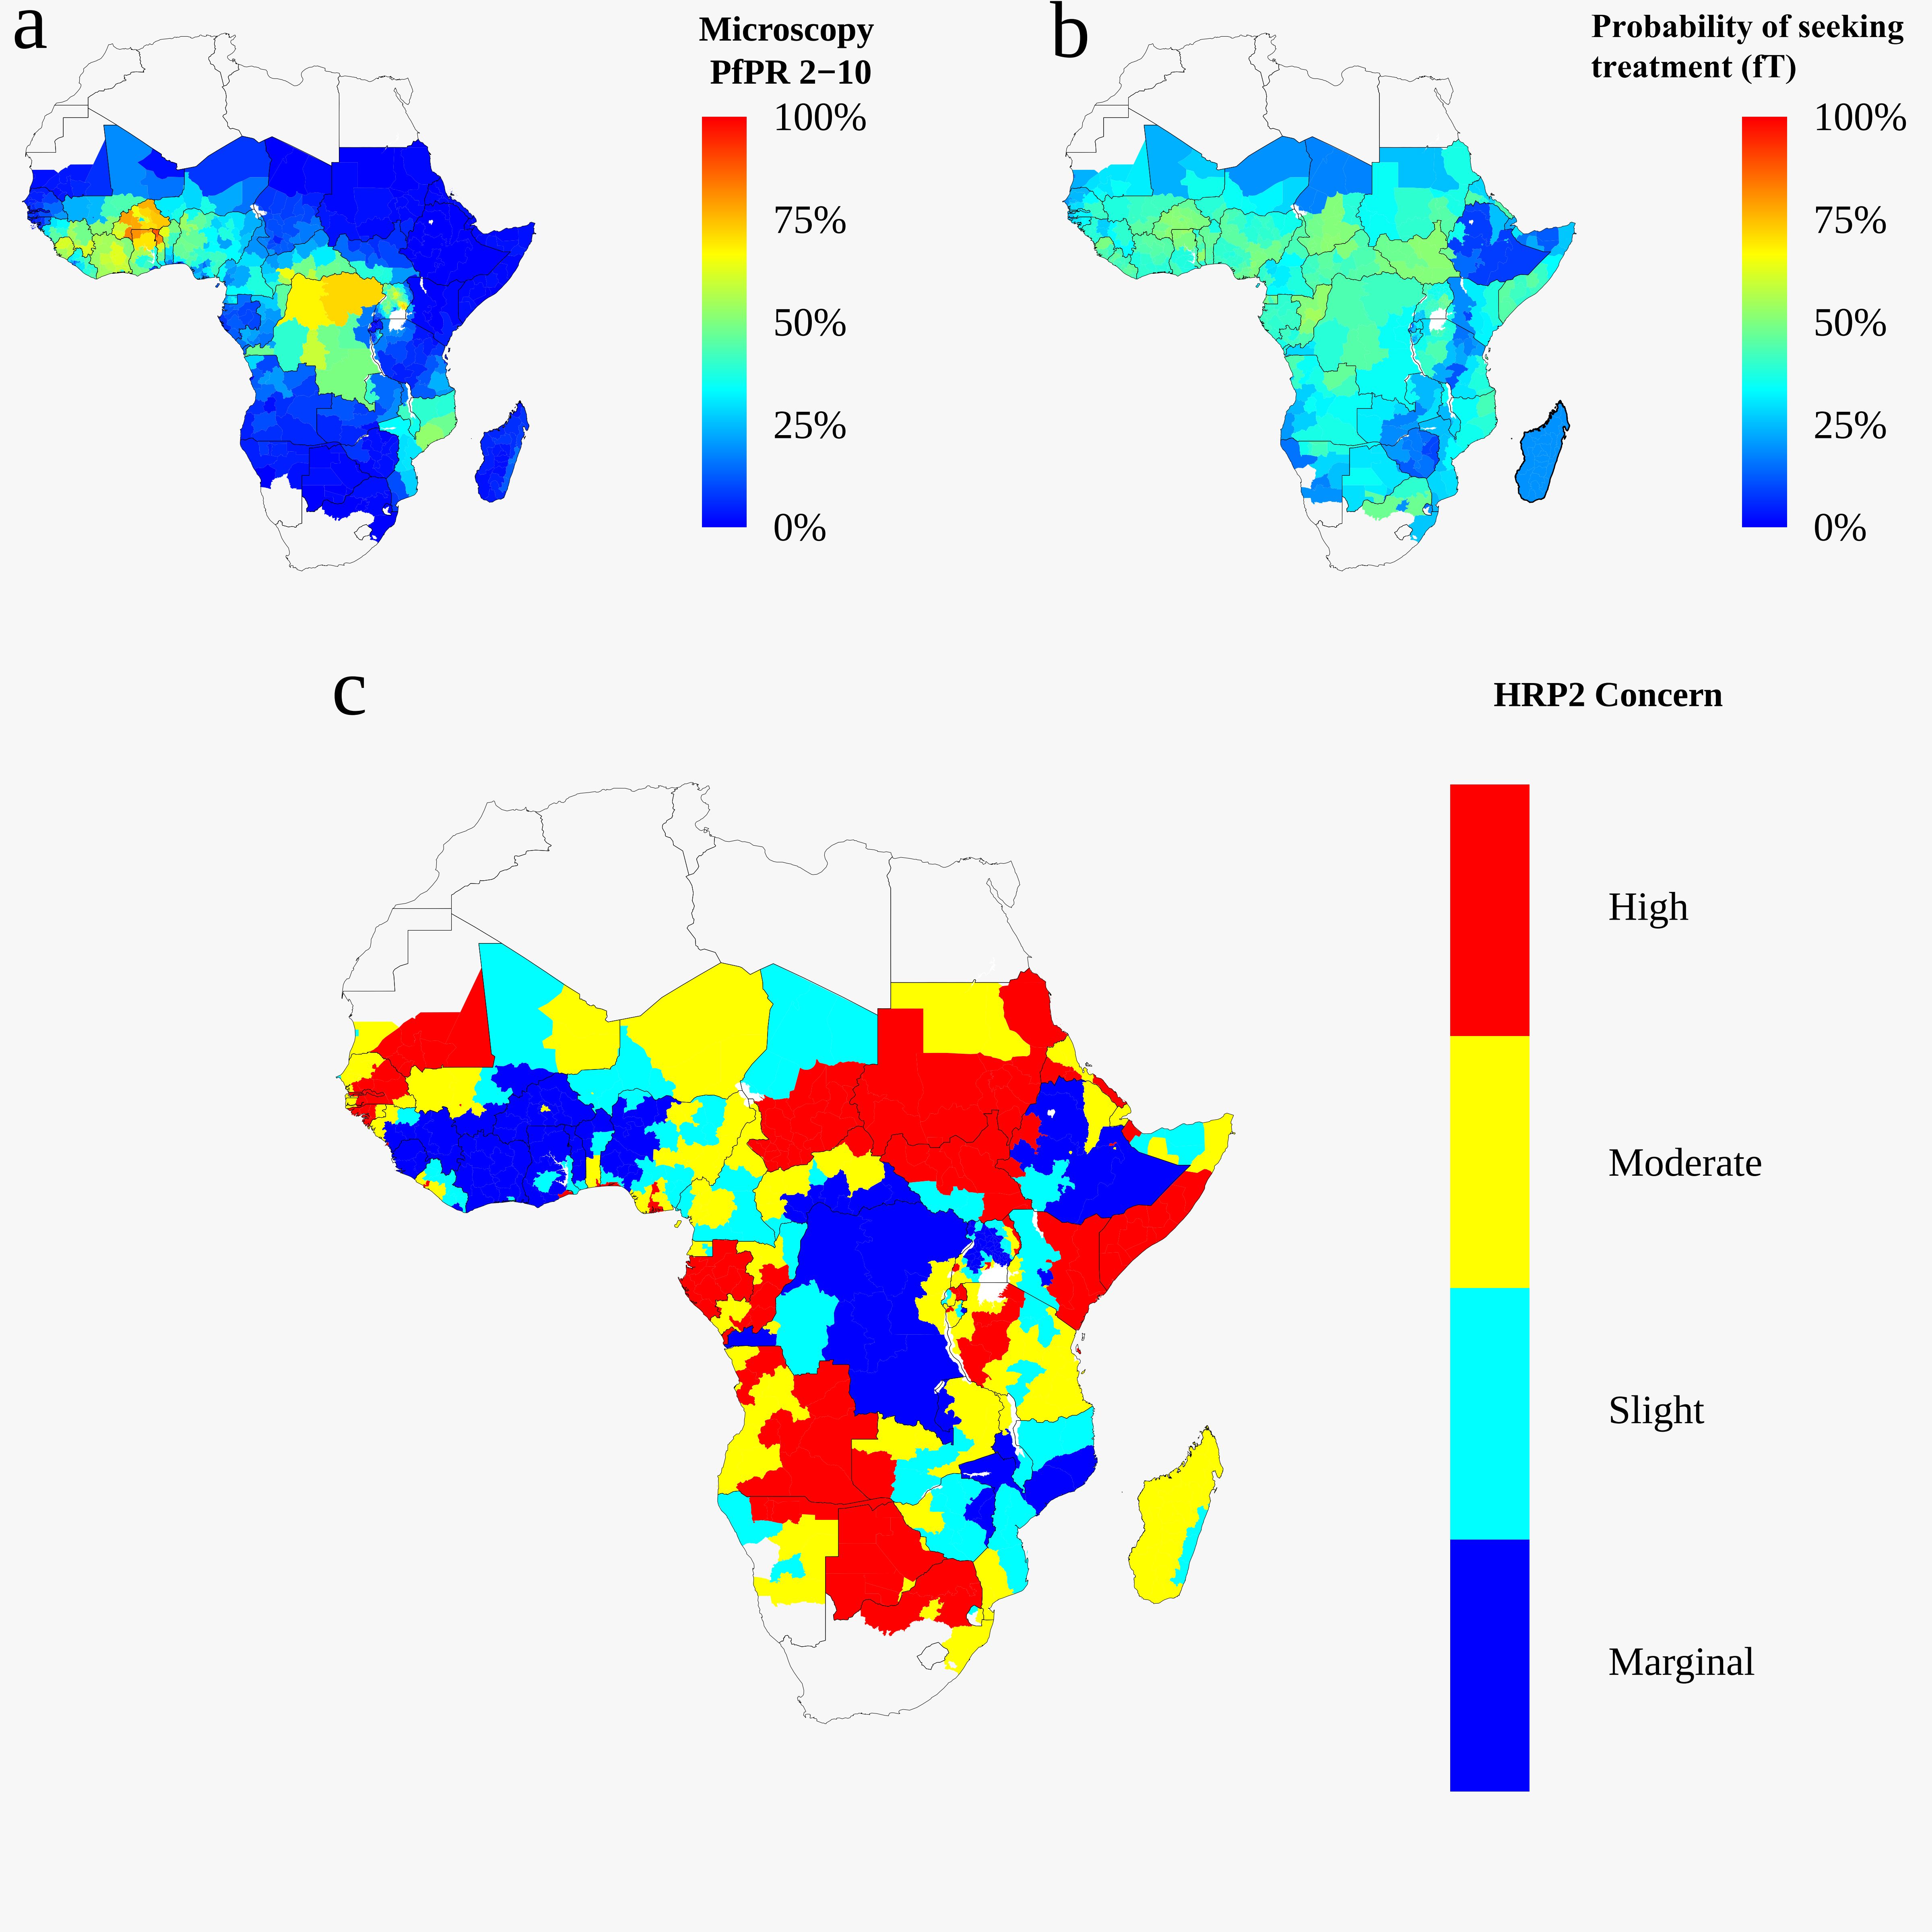 a
Microscopy
PfPR 2−10
100%
75%
50%
25%
0%
b
Probability of seeking
treatment (fT)
100%
75%
50%
25%
0%
c
HRP2 Concern
High
Moderate
Slight
Marginal